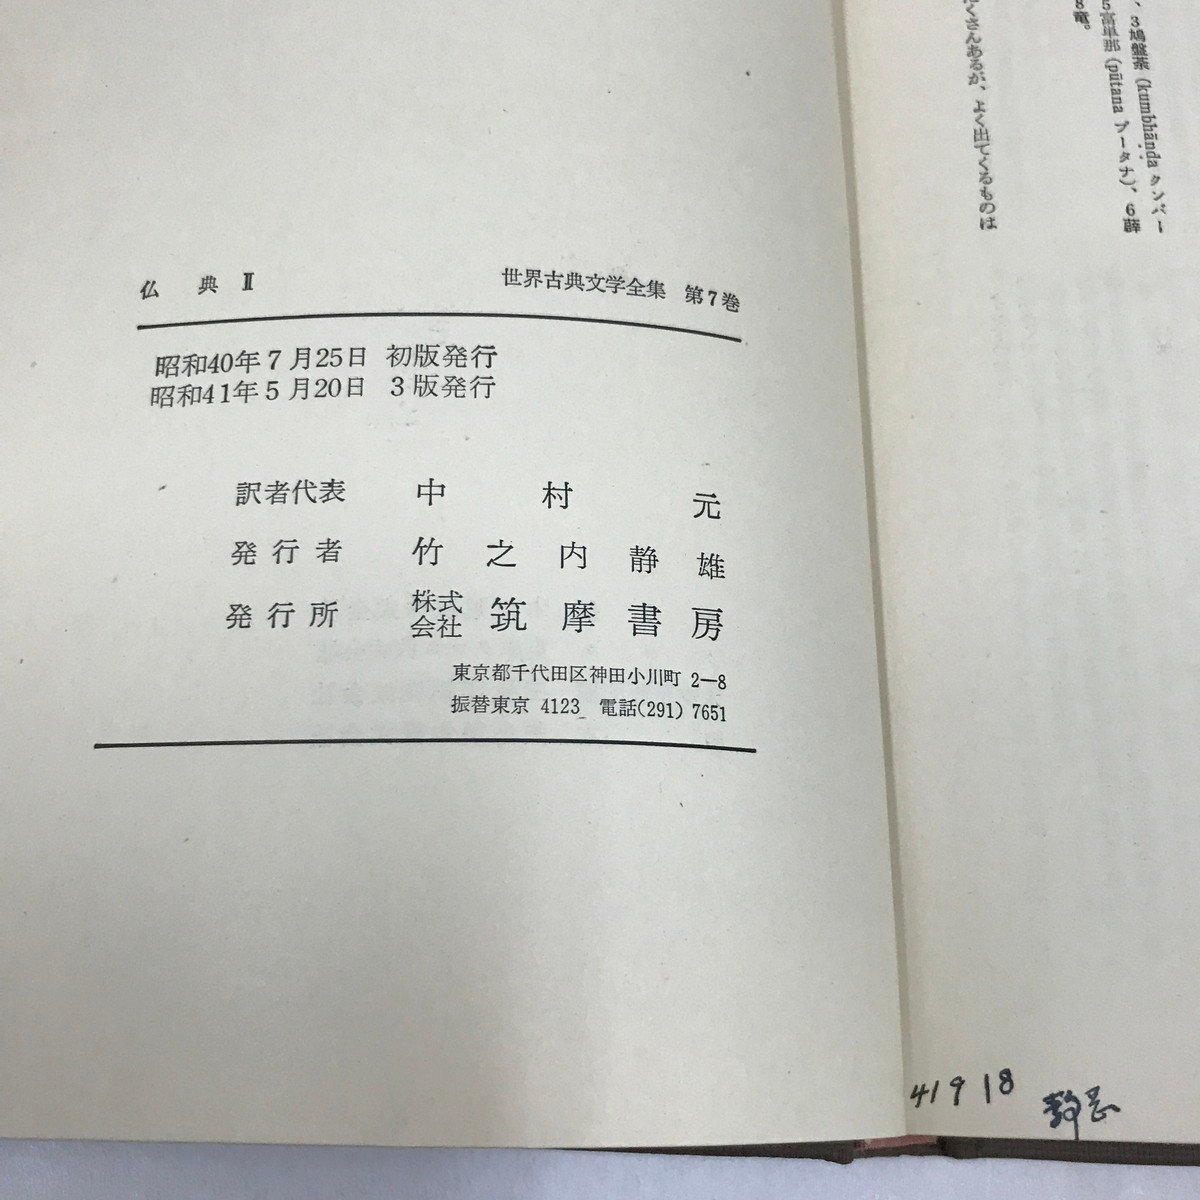 、3鳩盤茶(kumbhāṇḍa クンバー
5富単那(pūtana プータナ)、6薜
8竜。
くさんあるが、よく出てくるものは
仏典Ⅱ 世界古典文学全集 第7巻
昭和40年7月25日 初版発行
昭和41年5月20日 3版発行
訳者代表 中村元
発行者 竹之内静雄
発行所 株式会社 筑摩書房
東京都千代田区神田小川町2—8
振替東京 4123 電話(291)7651
41 9 18